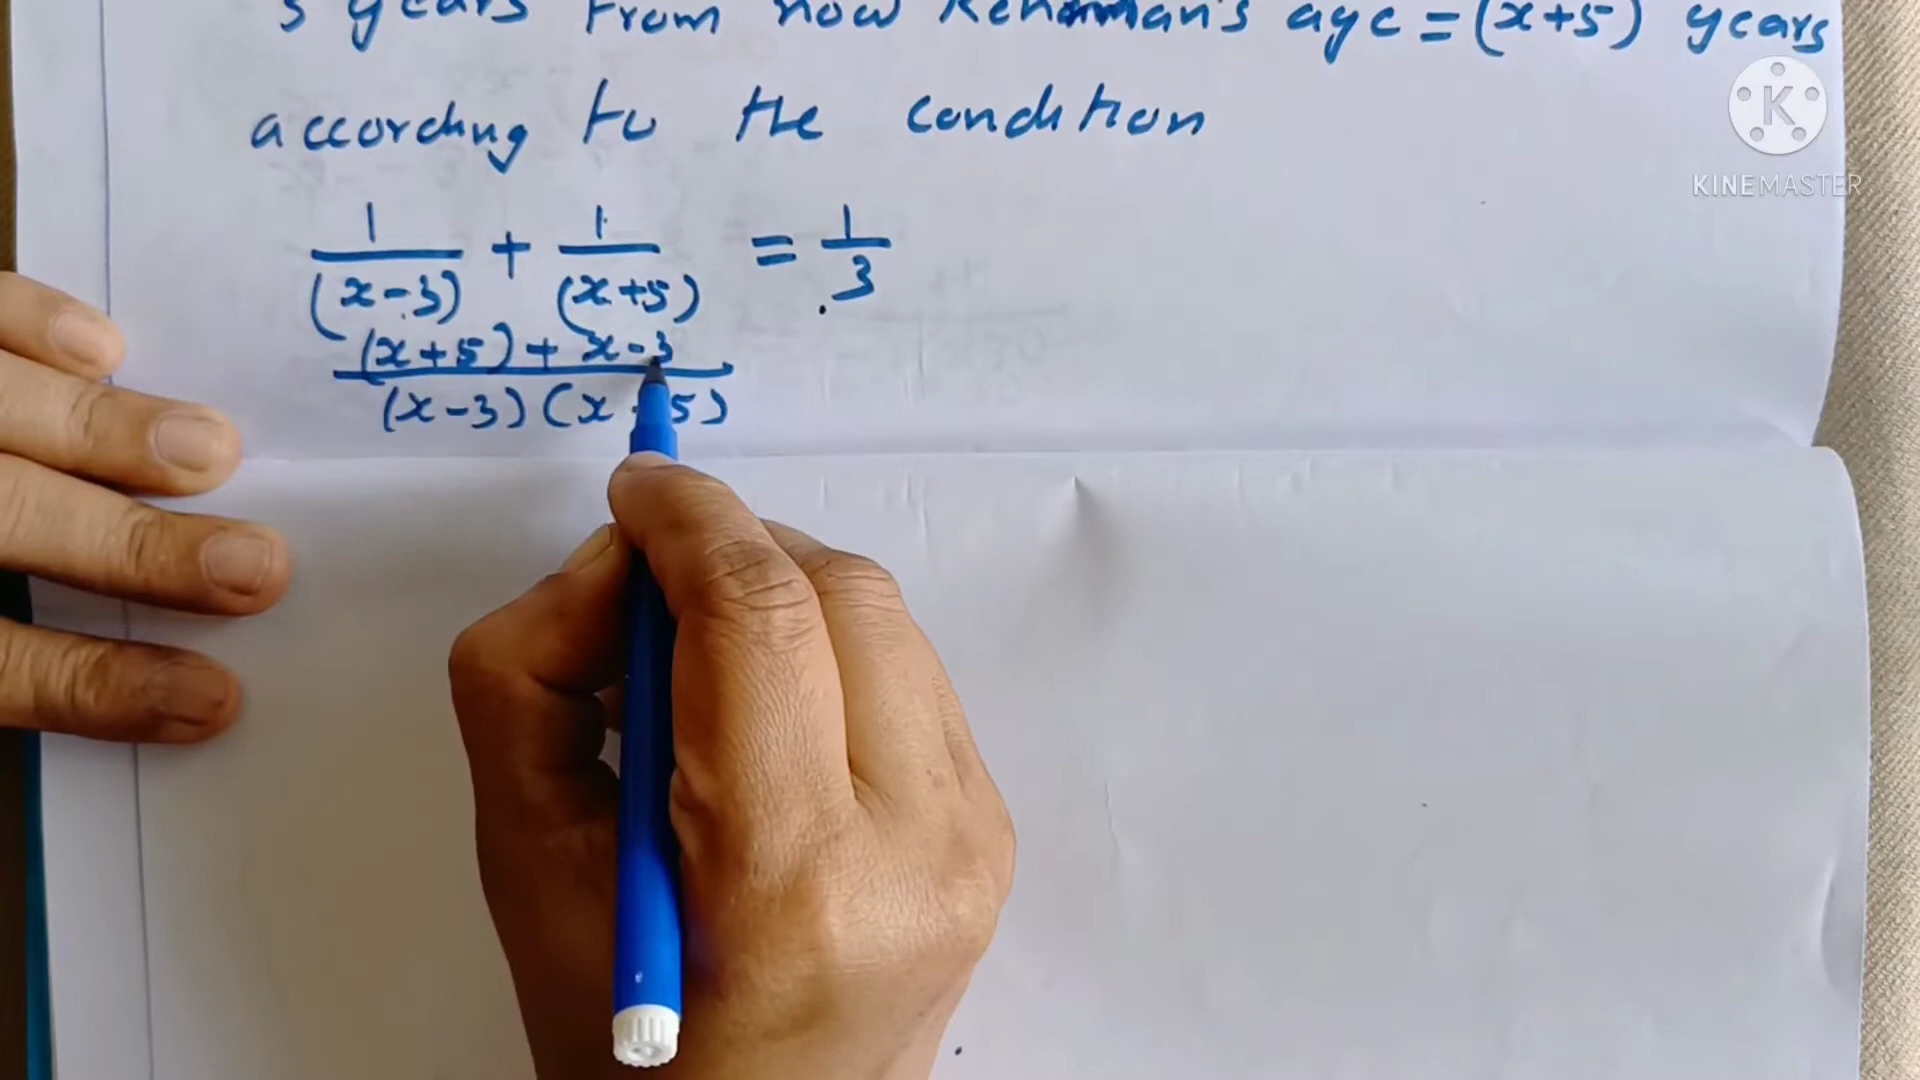 5 years from now Rehman's age = (x+5) years
K
KINEMASTER
according to the condition
1/(x-3) + 1/(x+5) = 1/3
(x+5) + x-3
(x-3) (x 5)